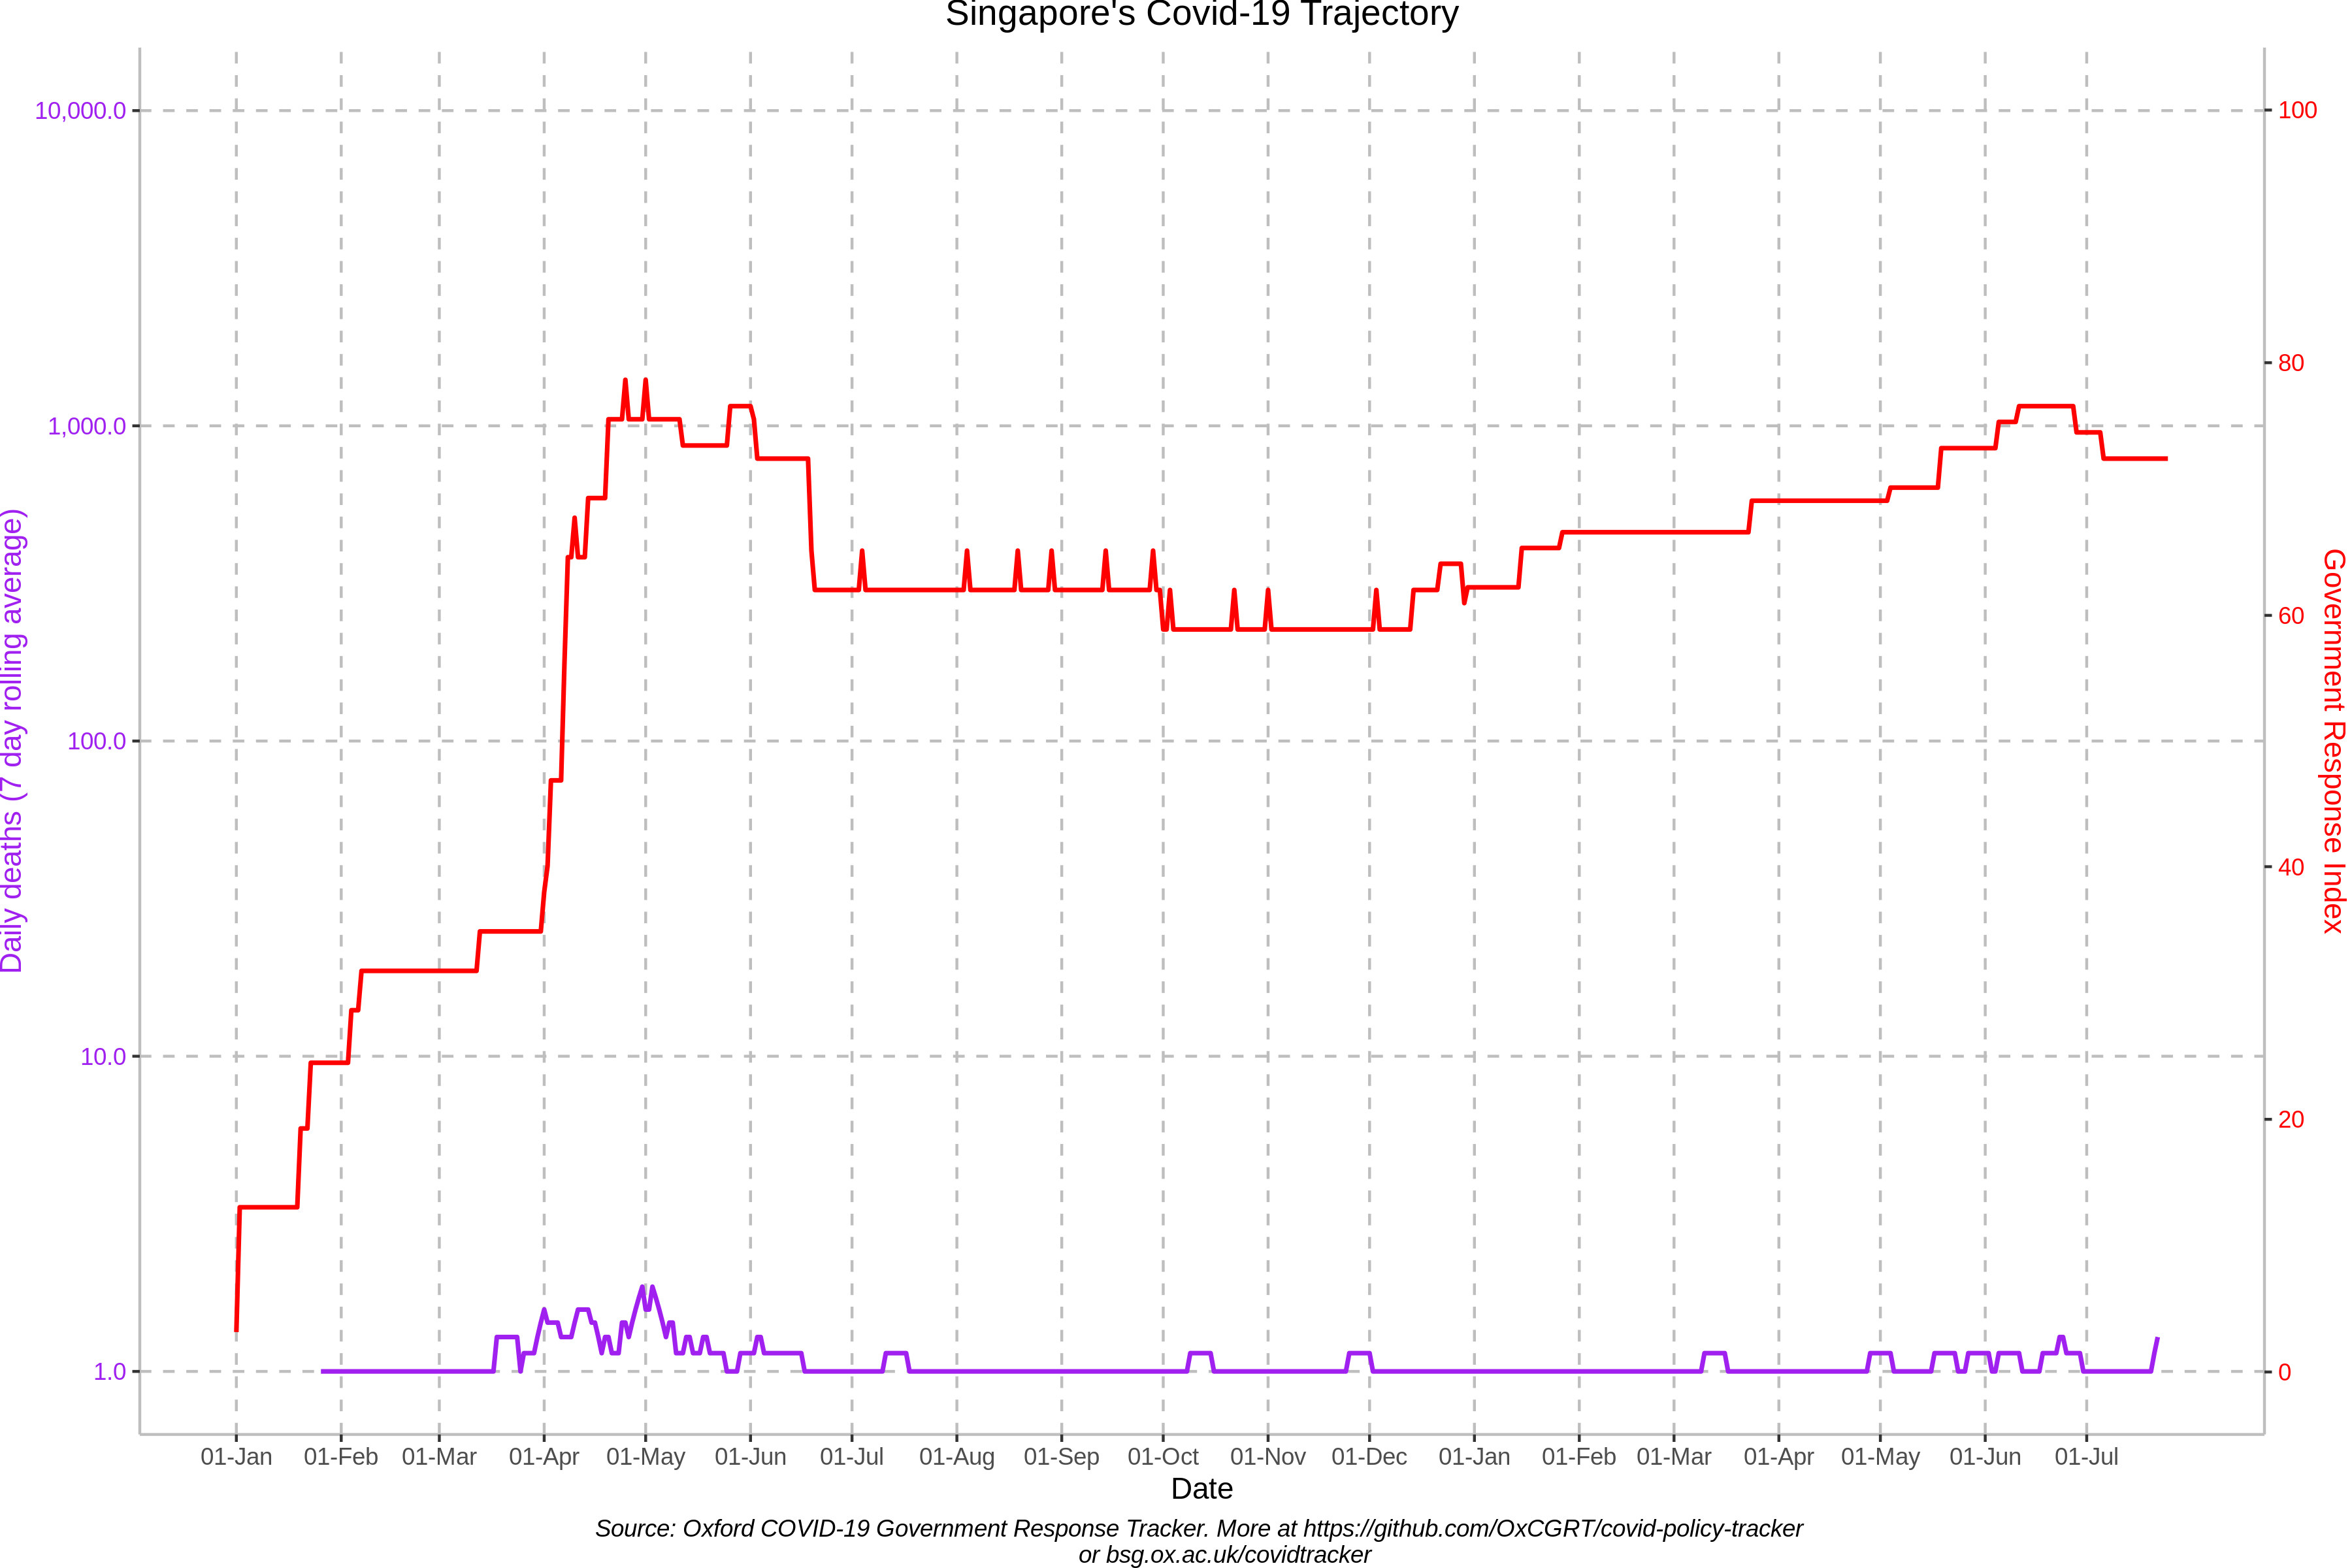 Singapore's Covid-19 Trajectory
10,000.0
1,000.0
100.0
10.0
1.0
Daily deaths (7 day rolling average)
100
80
60
40
20
0
Government Response Index
01-Jan 01-Feb 01-Mar 01-Apr 01-May 01-Jun 01-Jul 01-Aug 01-Sep 01-Oct 01-Nov 01-Dec 01-Jan 01-Feb 01-Mar 01-Apr 01-May 01-Jun 01-Jul
Date
Source: Oxford COVID-19 Government Response Tracker. More at https://github.com/OxCGRT/covid-policy-tracker
or bsg.ox.ac.uk/covidtracker